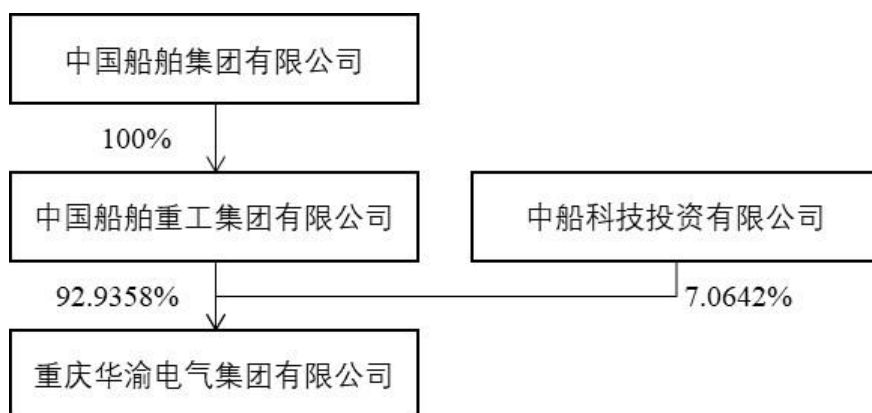 中国船舶集团有限公司
100%
中国船舶重工集团有限公司
中船科技投资有限公司
92.9358%
7.0642%
重庆华渝电气集团有限公司